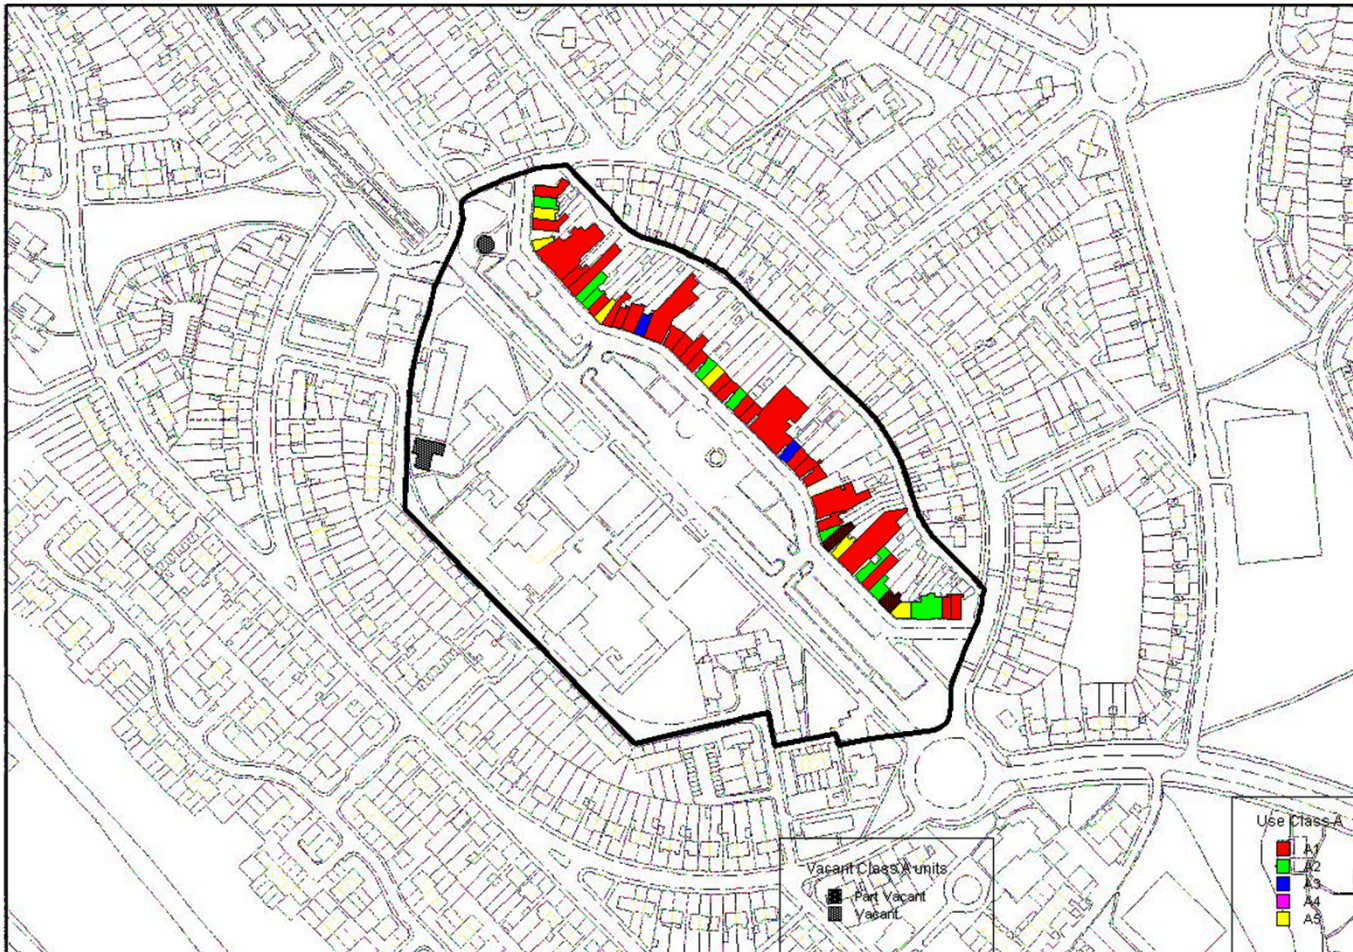 Vacant Class A units
Part Vacant
Vacant
Use Class A
A1
A2
A3
A4
A5